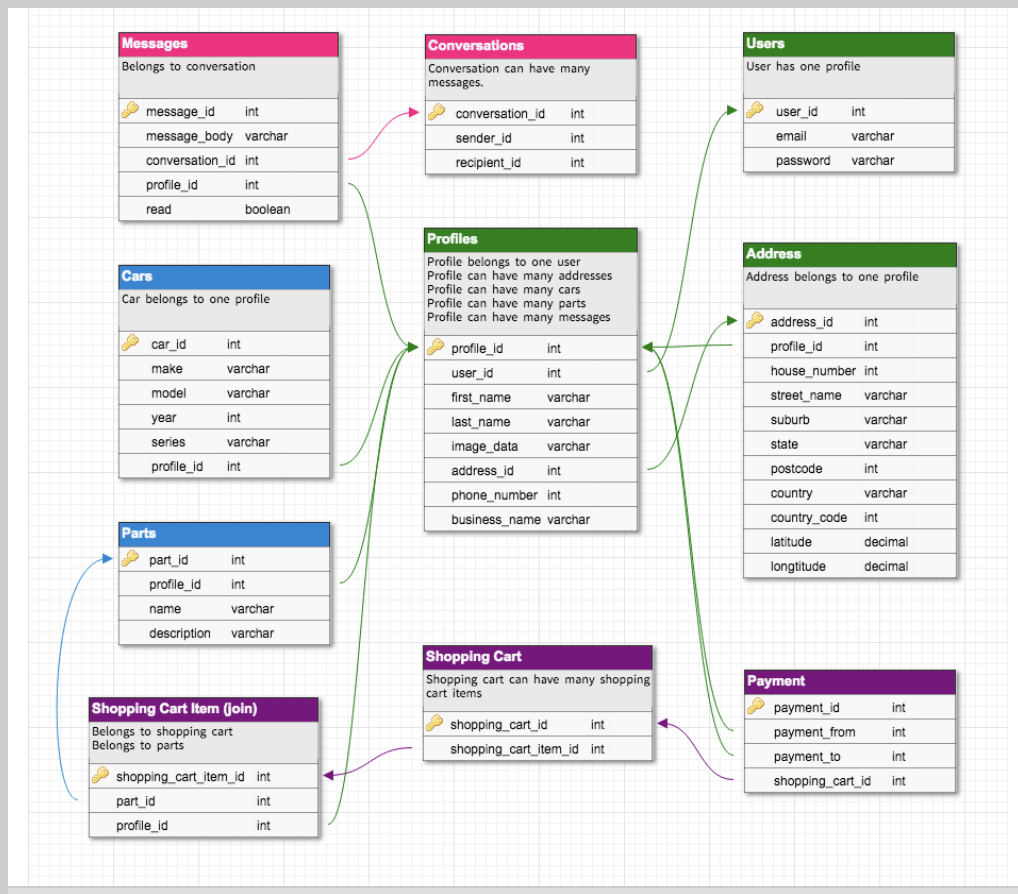 Messages
Belongs to conversation
message_id int
message_body varchar
conversation_id int
profile_id int
read boolean
Conversations
Conversation can have many
messages.
conversation_id int
sender_id int
recipient_id int
Users
User has one profile
user_id int
email varchar
password varchar
Cars
Car belongs to one profile
car_id int
make varchar
model varchar
year int
series varchar
profile_id int
Profiles
Profile belongs to one user
Profile can have many addresses
Profile can have many cars
Profile can have many parts
Profile can have many messages
profile_id int
user_id int
first_name varchar
last_name varchar
image_data varchar
address_id int
phone_number int
business_name varchar
Address
Address belongs to one profile
address_id int
profile_id int
house_number int
street_name varchar
suburb varchar
state varchar
postcode int
country varchar
country_code int
latitude decimal
longtitude decimal
Parts
part_id int
profile_id int
name varchar
description varchar
Shopping Cart Item (join)
Belongs to shopping cart
Belongs to parts
shopping_cart_item_id int
part_id int
profile_id int
Shopping Cart
Shopping cart can have many shopping
cart items
shopping_cart_id int
shopping_cart_item_id int
Payment
payment_id int
payment_from int
payment_to int
shopping_cart_id int